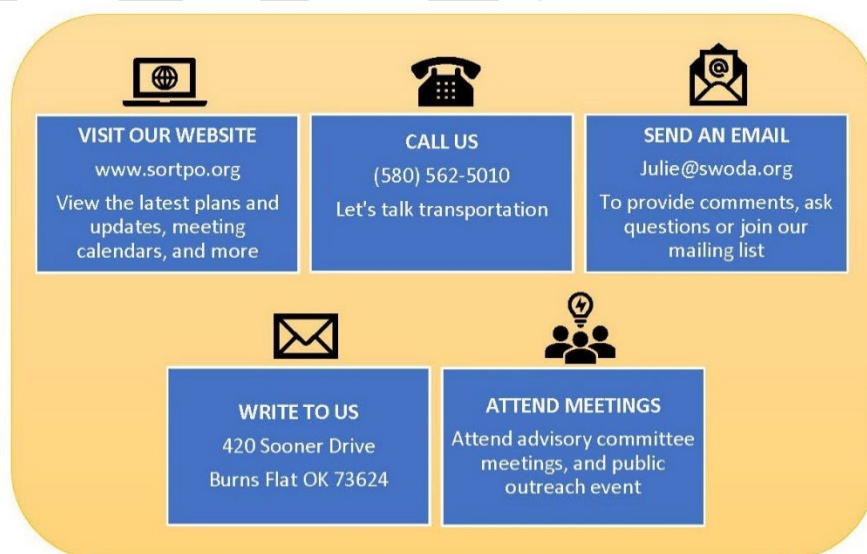 VISIT OUR WEBSITE
www.sortpo.org
View the latest plans and
updates, meeting
calendars, and more
CALL US
(580) 562-5010
Let's talk transportation
SEND AN EMAIL
Julie@swoda.org
To provide comments, ask
questions or join our
mailing list
WRITE TO US
420 Sooner Drive
Burns Flat OK 73624
ATTEND MEETINGS
Attend advisory committee
meetings, and public
outreach event